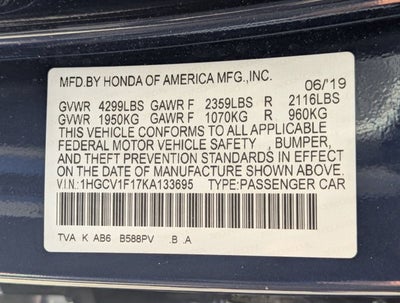 MFD.BY HONDA OF AMERICA MFG.,INC.
06/'19
GVWR 4299LBS GAWR F 2359LBS R 2116LBS
GVWR 1950KG GAWR F 1070KG R 960KG
THIS VEHICLE CONFORMS TO ALL APPLICABLE
FEDERAL MOTOR VEHICLE SAFETY , BUMPER,
AND THEFT PREVENTION STANDARDS IN EFFECT
ON THE DATE OF MANUFACTURE SHOWN ABOVE.
V.I.N:1HGCV1F17KA133695 TYPE:PASSENGER CAR
TVA K AB6 B588PV .B .A